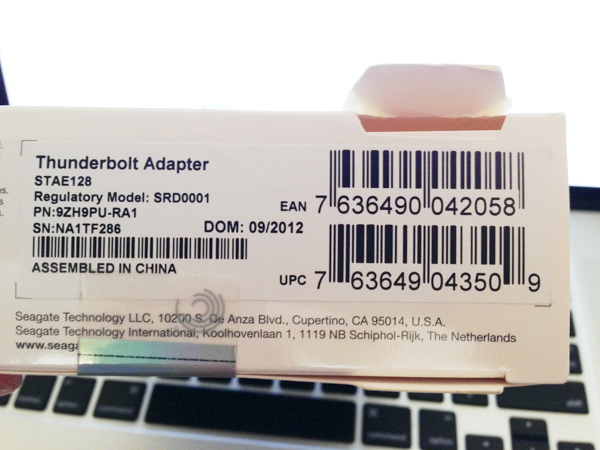 Thunderbolt Adapter
STAE128
Regulatory Model: SRD0001
PN:9ZH9PU-RA1
SN:NA1TF286
DOM: 09/2012
ASSEMBLED IN CHINA
EAN 7 636490 042058
UPC 7 63649 04350 9
Seagate Technology LLC, 10200 S. De Anza Blvd., Cupertino, CA 95014, U.S.A.
Seagate Technology International, Koolhovenlaan 1, 1119 NB Schiphol-Rijk, The Netherlands
www.seaga
command
option